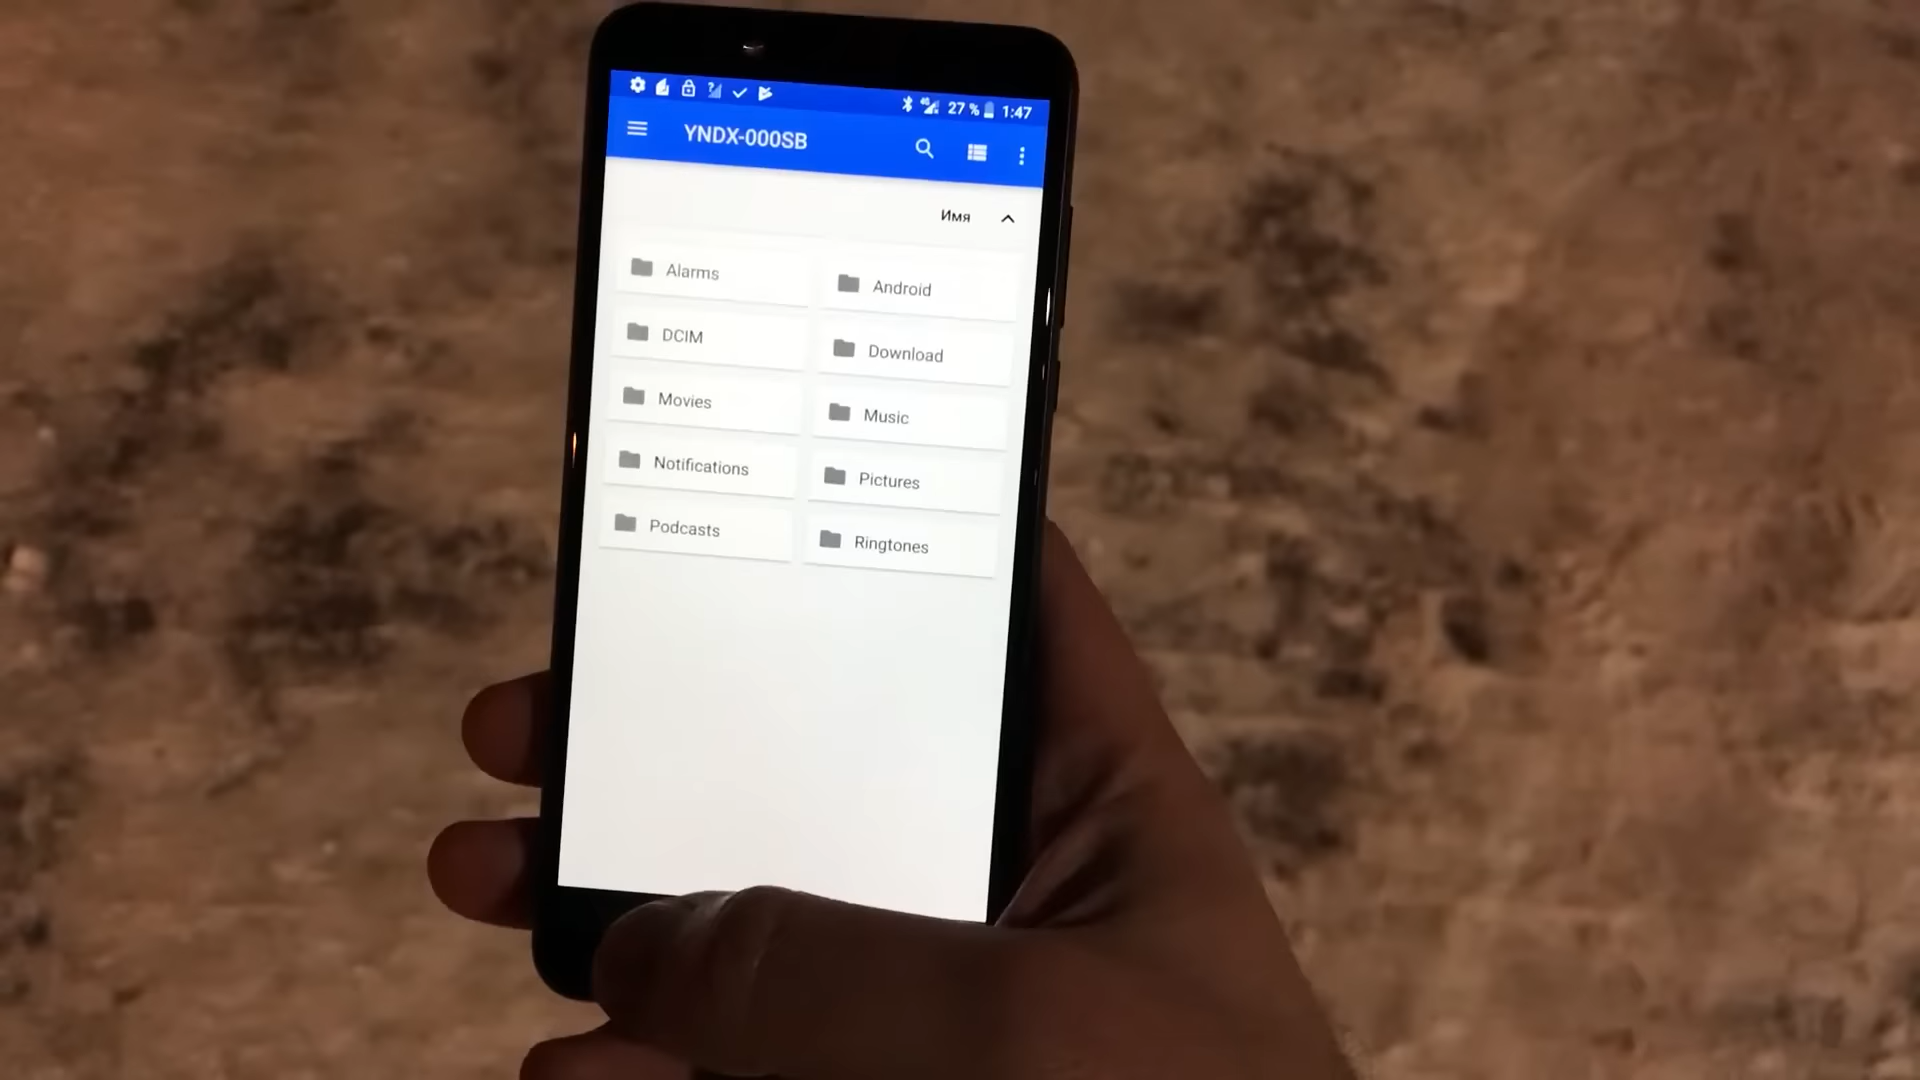 27 % 1:47
YNDX-000SB
Имя
Alarms
Android
DCIM
Download
Movies
Music
Notifications
Pictures
Podcasts
Ringtones